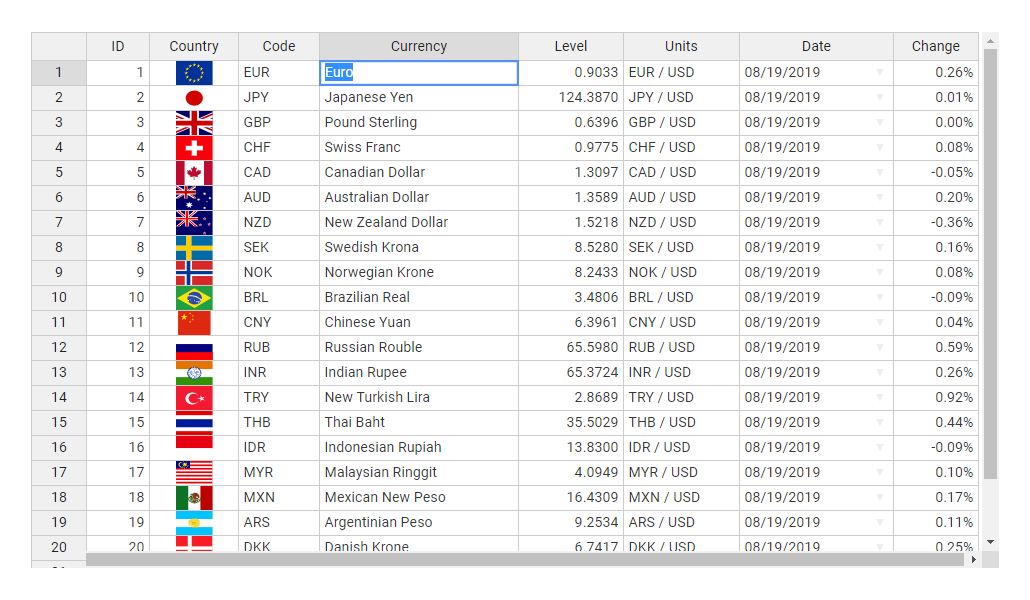 ID Country Code Currency Level Units Date Change
1 1 EUR Euro 0.9033 EUR / USD 08/19/2019 0.26%
2 2 JPY Japanese Yen 124.3870 JPY / USD 08/19/2019 0.01%
3 3 GBP Pound Sterling 0.6396 GBP / USD 08/19/2019 0.00%
4 4 CHF Swiss Franc 0.9775 CHF / USD 08/19/2019 0.08%
5 5 CAD Canadian Dollar 1.3097 CAD / USD 08/19/2019 -0.05%
6 6 AUD Australian Dollar 1.3589 AUD / USD 08/19/2019 0.20%
7 7 NZD New Zealand Dollar 1.5218 NZD / USD 08/19/2019 -0.36%
8 8 SEK Swedish Krona 8.5280 SEK / USD 08/19/2019 0.16%
9 9 NOK Norwegian Krone 8.2433 NOK / USD 08/19/2019 0.08%
10 10 BRL Brazilian Real 3.4806 BRL / USD 08/19/2019 -0.09%
11 11 CNY Chinese Yuan 6.3961 CNY / USD 08/19/2019 0.04%
12 12 RUB Russian Rouble 65.5980 RUB / USD 08/19/2019 0.59%
13 13 INR Indian Rupee 65.3724 INR / USD 08/19/2019 0.26%
14 14 TRY New Turkish Lira 2.8689 TRY / USD 08/19/2019 0.92%
15 15 THB Thai Baht 35.5029 THB / USD 08/19/2019 0.44%
16 16 IDR Indonesian Rupiah 13.8300 IDR / USD 08/19/2019 -0.09%
17 17 MYR Malaysian Ringgit 4.0949 MYR / USD 08/19/2019 0.10%
18 18 MXN Mexican New Peso 16.4309 MXN / USD 08/19/2019 0.17%
19 19 ARS Argentinian Peso 9.2534 ARS / USD 08/19/2019 0.11%
20 20 DKK Danish Krone 6.7417 DKK / USD 08/19/2019 0.25%